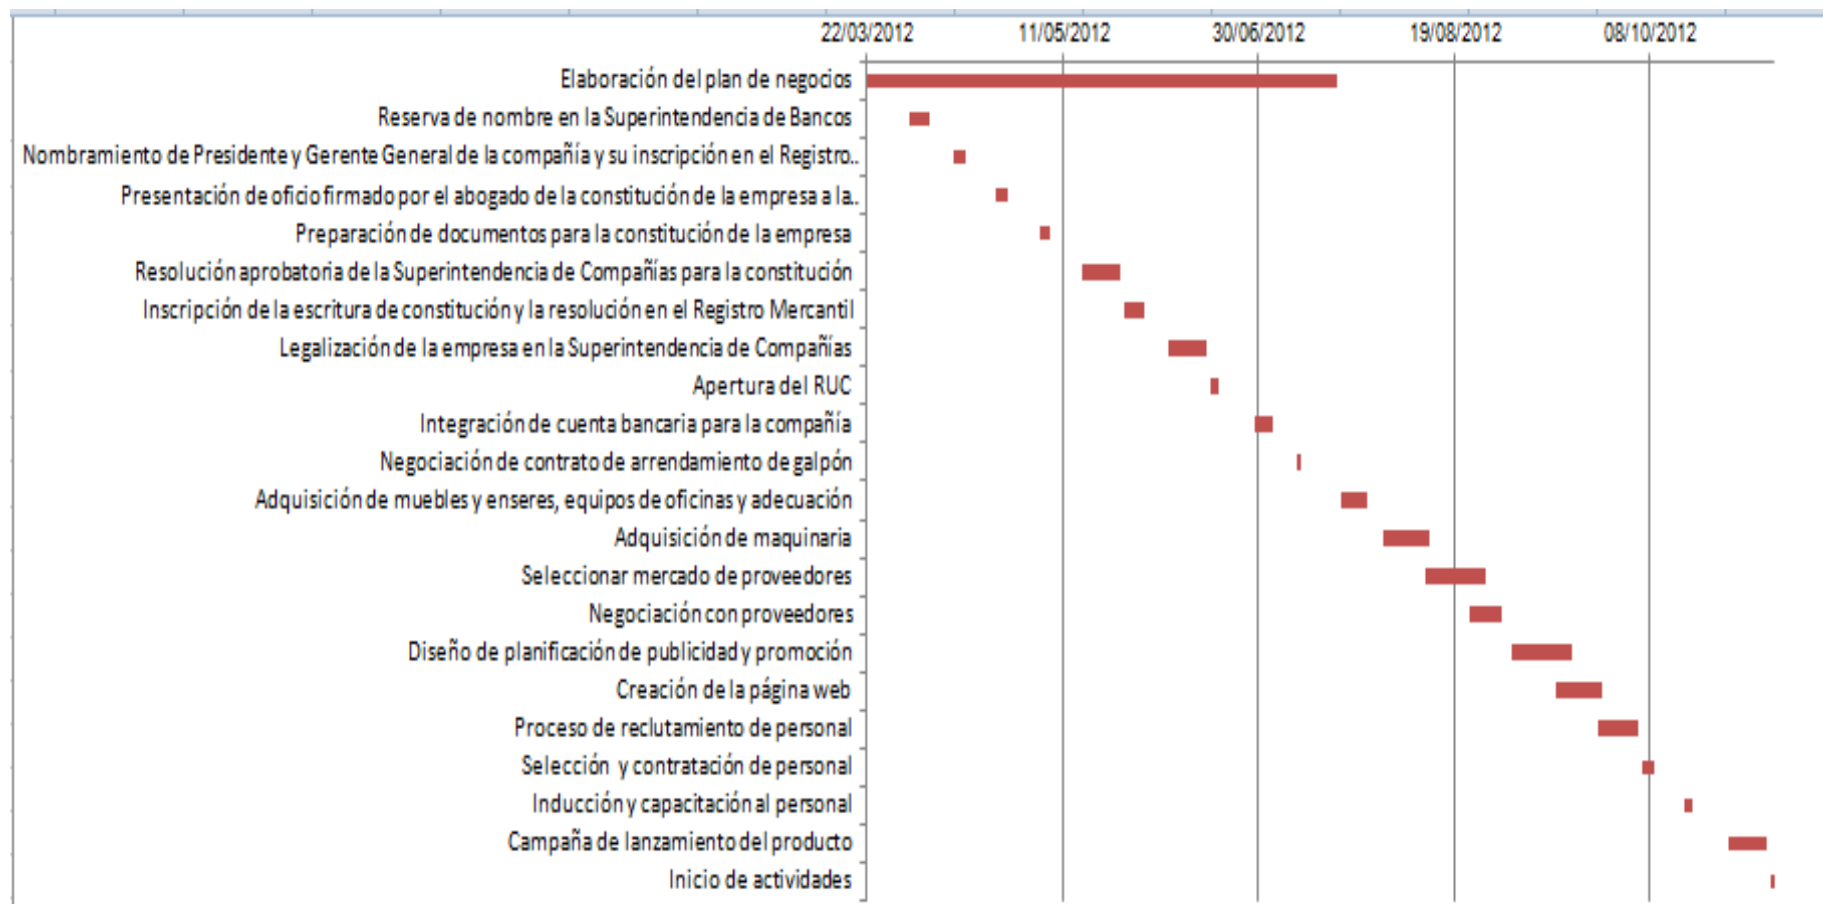 22/03/2012 11/05/2012 30/06/2012 19/08/2012 08/10/2012
Elaboración del plan de negocios
Reserva de nombre en la Superintendencia de Bancos
Nombramiento de Presidente y Gerente General de la compañía y su inscripción en el Registro..
Presentación de oficio firmado por el abogado de la constitución de la empresa a la..
Preparación de documentos para la constitución de la empresa
Resolución aprobatoria de la Superintendencia de Compañías para la constitución
Inscripción de la escritura de constitución y la resolución en el Registro Mercantil
Legalización de la empresa en la Superintendencia de Compañías
Apertura del RUC
Integración de cuenta bancaria para la compañía
Negociación de contrato de arrendamiento de galpón
Adquisición de muebles y enseres, equipos de oficinas y adecuación
Adquisición de maquinaria
Seleccionar mercado de proveedores
Negociación con proveedores
Diseño de planificación de publicidad y promoción
Creación de la página web
Proceso de reclutamiento de personal
Selección y contratación de personal
Inducción y capacitación al personal
Campaña de lanzamiento del producto
Inicio de actividades